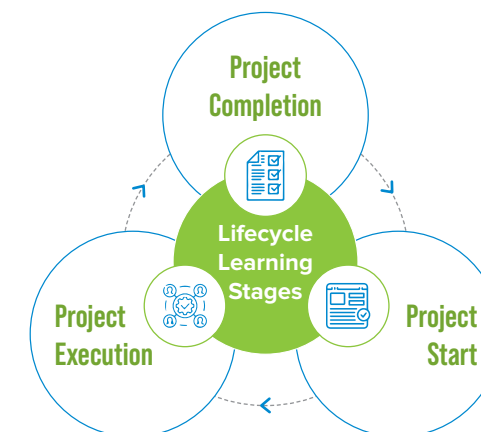 Project
Completion
Lifecycle
Learning
Stages
Project
Execution
Project
Start